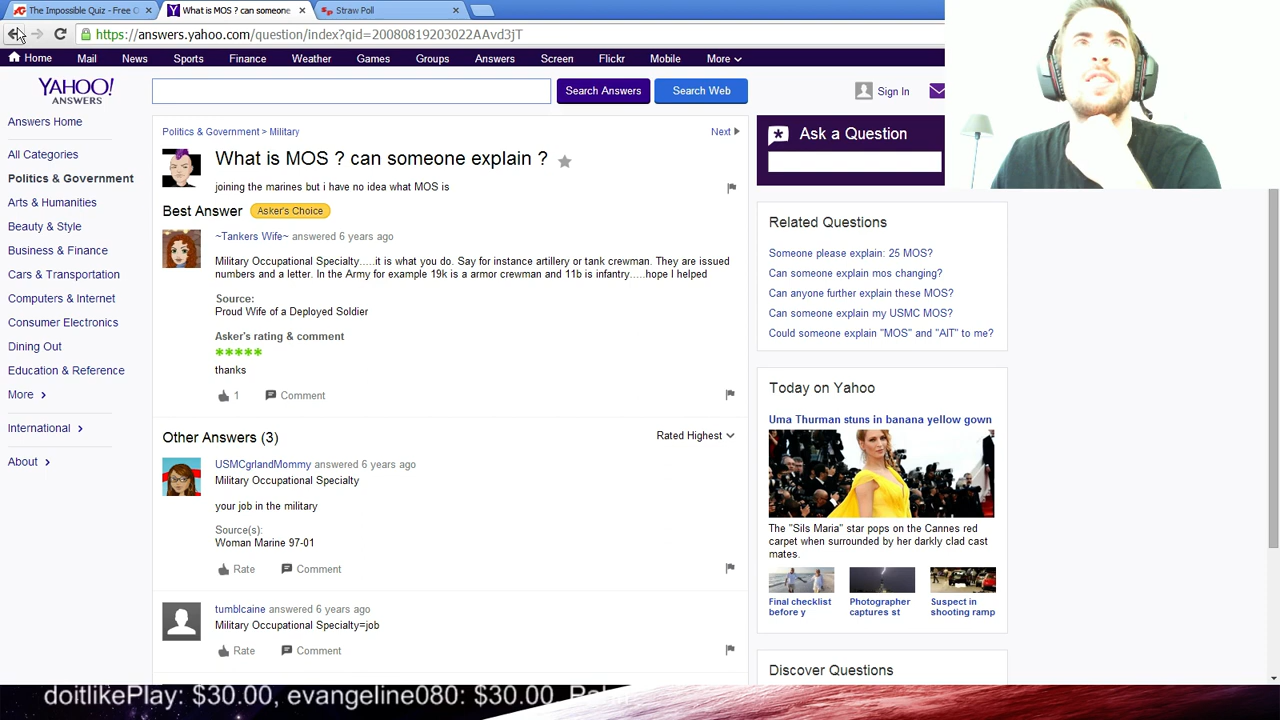 The Impossible Quiz - Free O
What is MOS ? can someone
Straw Poll
https://answers.yahoo.com/question/index?qid=20080819203022AAvd3jT
Home Mail News Sports Finance Weather Games Groups Answers Screen Flickr Mobile More
YAHOO! ANSWERS
Search Answers
Search Web
Sign In
Answers Home
All Categories
Politics & Government
Arts & Humanities
Beauty & Style
Business & Finance
Cars & Transportation
Computers & Internet
Consumer Electronics
Dining Out
Education & Reference
More >
International >
About >
Politics & Government > Military
Next
What is MOS ? can someone explain ?
joining the marines but i have no idea what MOS is
Best Answer Asker's Choice
~Tankers Wife~ answered 6 years ago
Military Occupational Specialty.....it is what you do. Say for instance artillery or tank crewman. They are issued
numbers and a letter. In the Army for example 19k is a armor crewman and 11b is infantry.....hope I helped
Source:
Proud Wife of a Deployed Soldier
Asker's rating & comment
*****
thanks
1 Comment
Other Answers (3)
Rated Highest
USMCgrlandMommy answered 6 years ago
Military Occupational Specialty
your job in the military
Source(s):
Woman Marine 97-01
Rate Comment
tumblcaine answered 6 years ago
Military Occupational Specialty=job
Rate Comment
Ask a Question
Related Questions
Someone please explain: 25 MOS?
Can someone explain mos changing?
Can anyone further explain these MOS?
Can someone explain my USMC MOS?
Could someone explain "MOS" and "AIT" to me?
Today on Yahoo
Uma Thurman stuns in banana yellow gown
The "Sils Maria" star pops on the Cannes red
carpet when surrounded by her darkly clad cast
mates.
Final checklist
before y
Photographer
captures st
Suspect in
shooting ramp
Discover Questions
doitlikePlay: $30.00, evangeline080: $30.00,